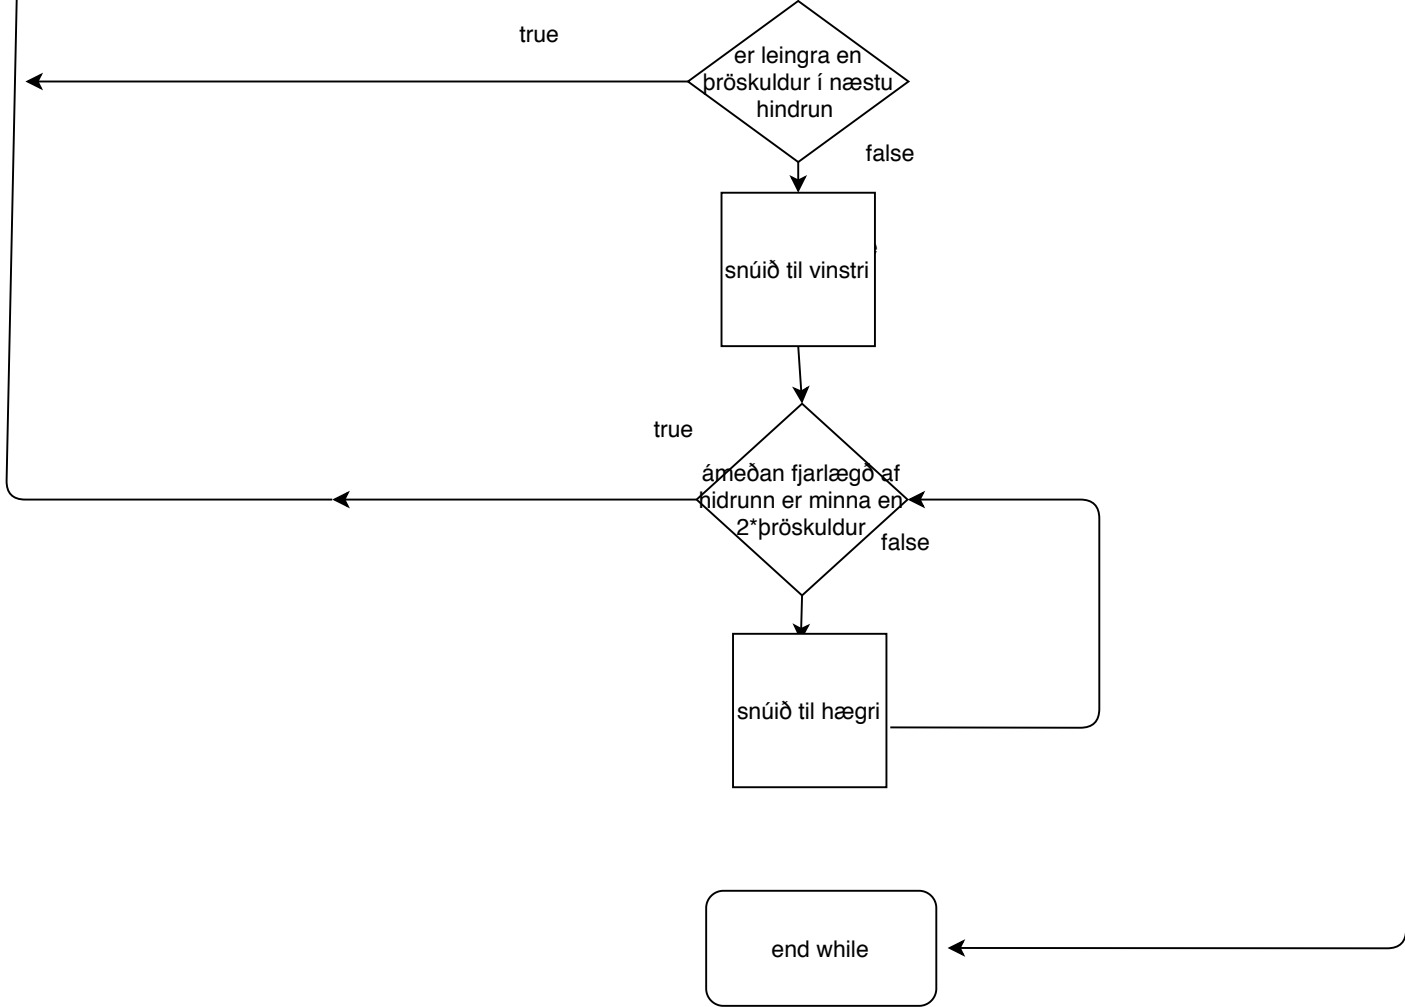 true
er leingra en
þröskuldur í næstu
hindrun
false
snúið til vinstri
true
ámeðan fjarlægð af
hidrunn er minna en
2*þröskuldur
false
snúið til hægri
end while